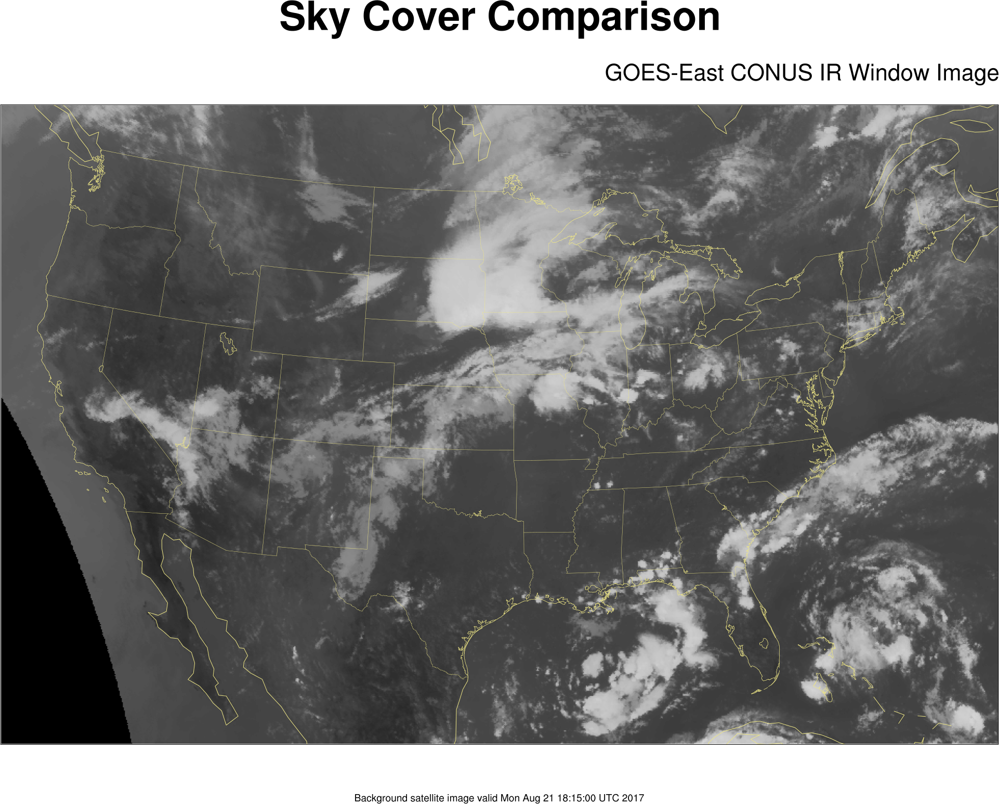 Sky Cover Comparison
GOES-East CONUS IR Window Image
Background satellite image valid Mon Aug 21 18:15:00 UTC 2017